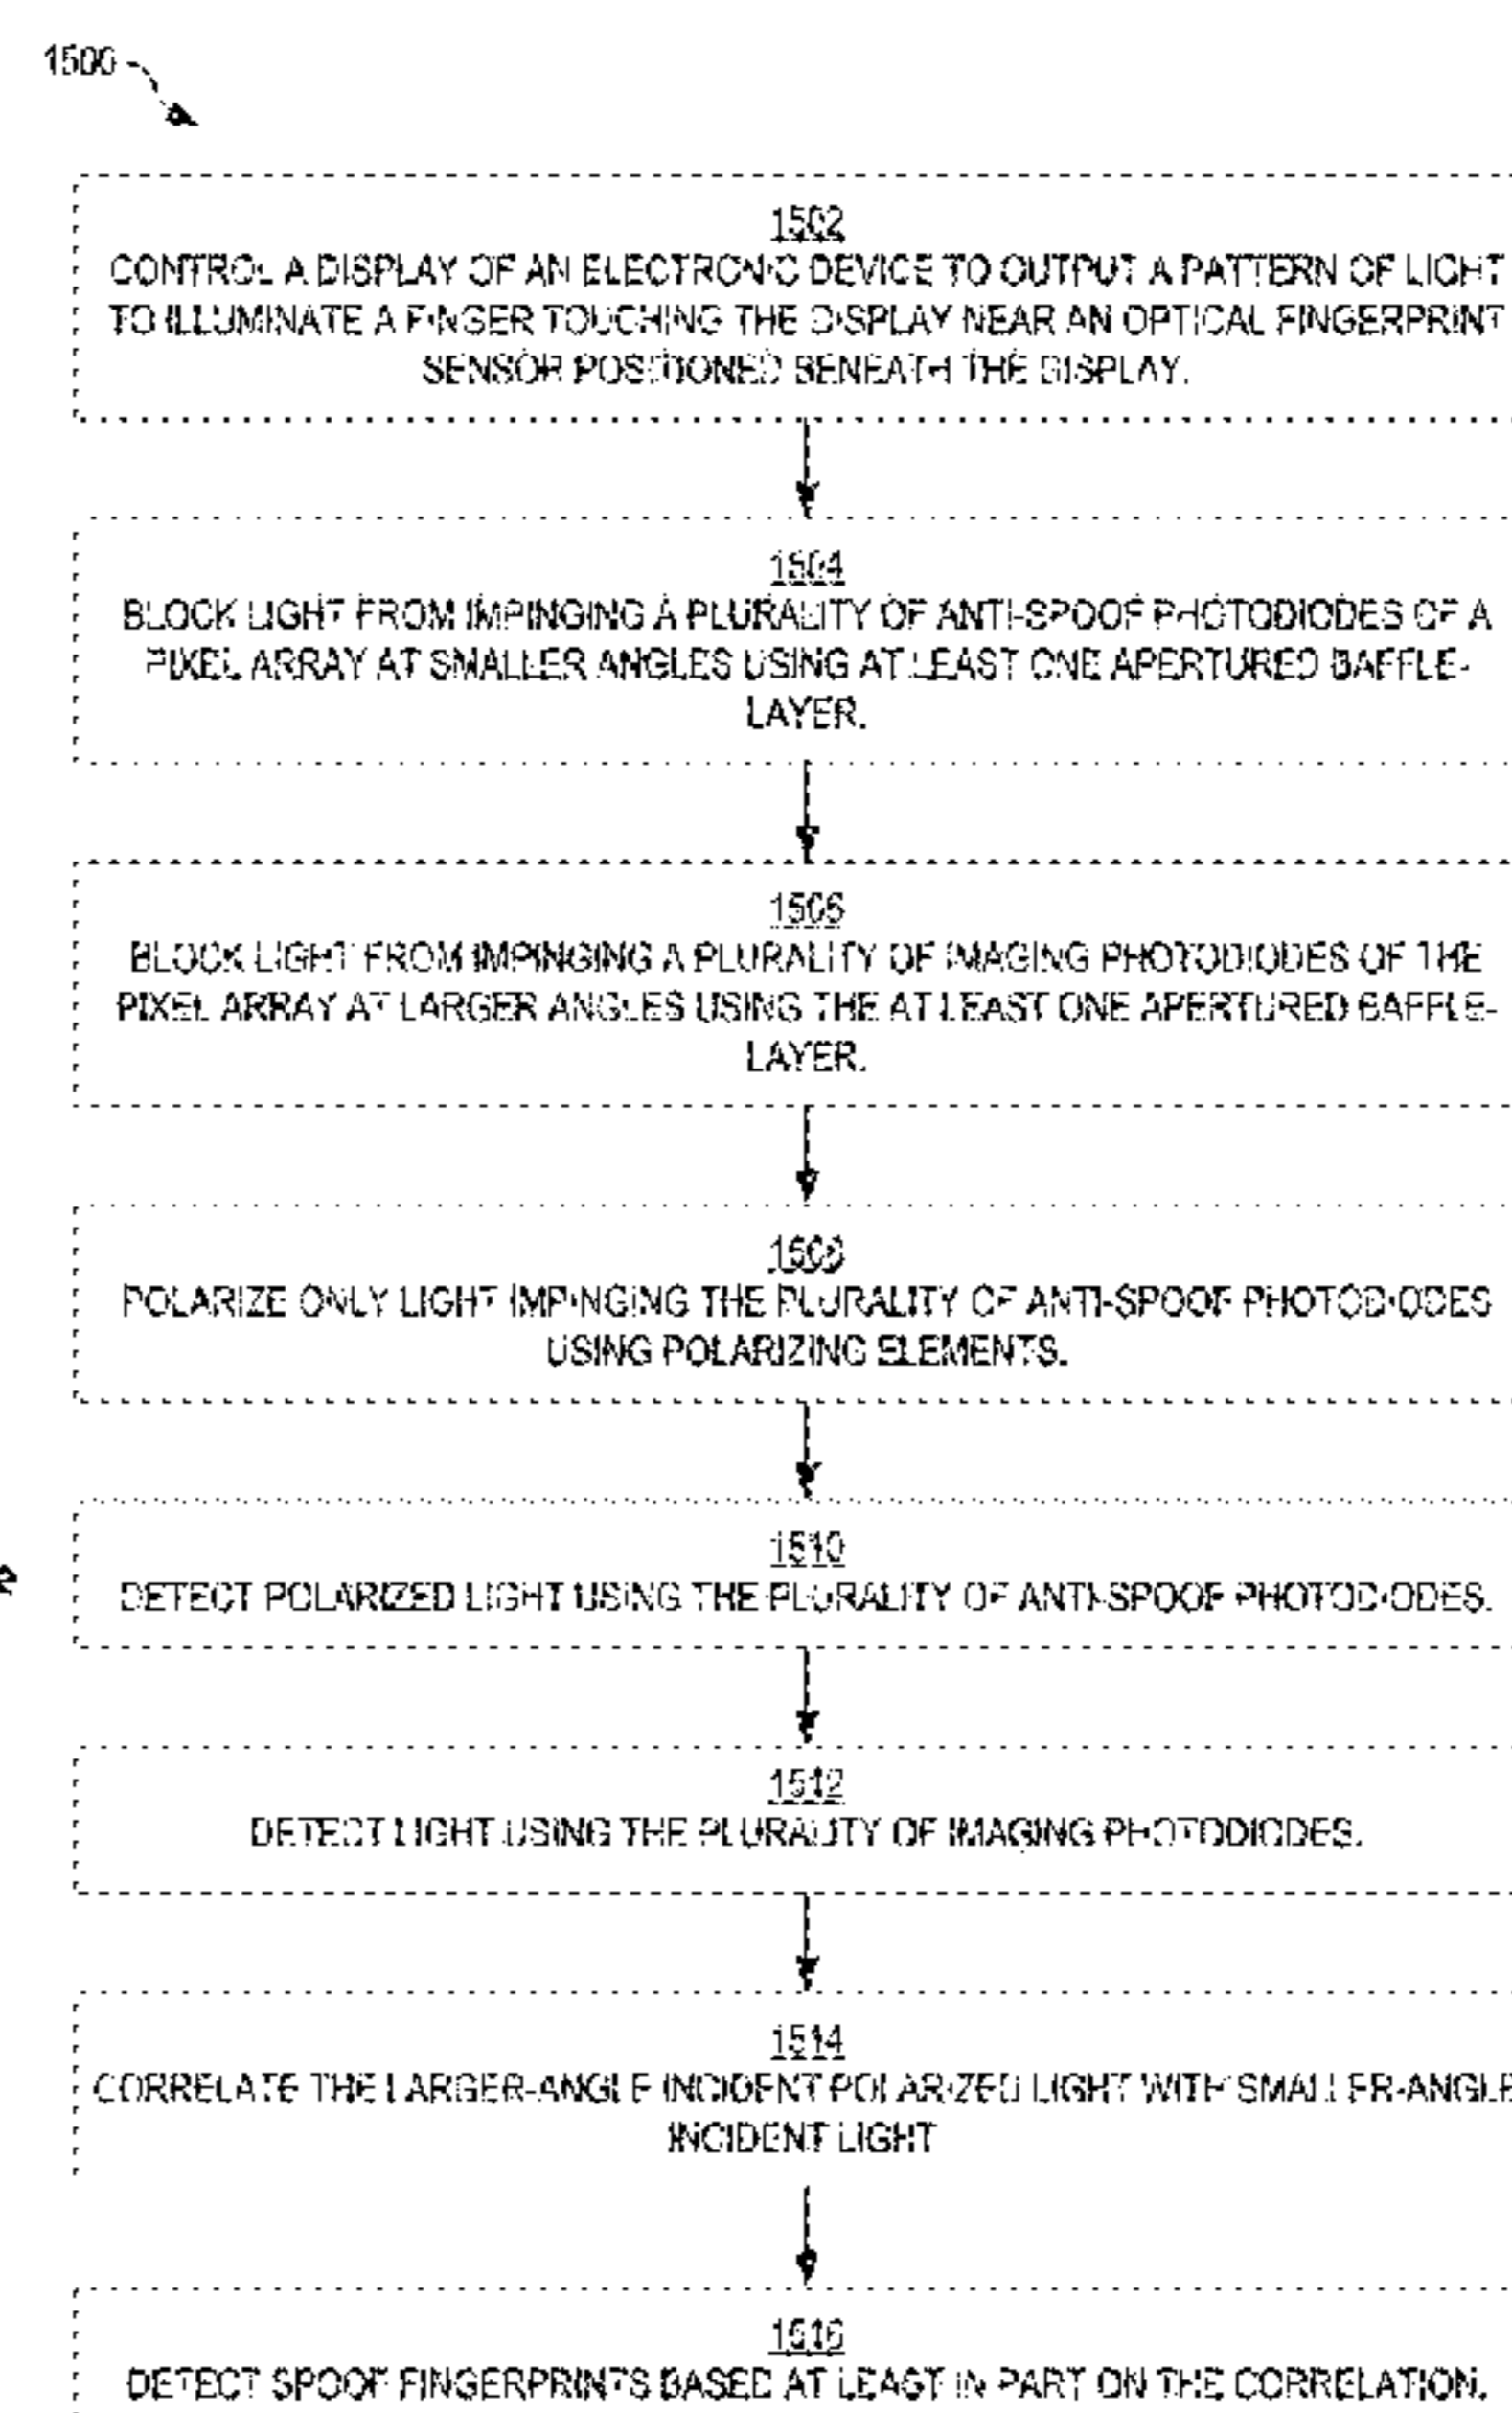 1500
1502
CONTROL A DISPLAY OF AN ELECTRONIC DEVICE TO OUTPUT A PATTERN OF LIGHT
TO ILLUMINATE A FINGER TOUCHING THE DISPLAY NEAR AN OPTICAL FINGERPRINT
SENSOR POSITIONED BENEATH THE DISPLAY.
1504
BLOCK LIGHT FROM IMPINGING A PLURALITY OF ANTI-SPOOF PHOTODIODES OF A
PIXEL ARRAY AT SMALLER ANGLES USING AT LEAST ONE APERTURED BAFFLE-
LAYER.
1506
BLOCK LIGHT FROM IMPINGING A PLURALITY OF IMAGING PHOTODIODES OF THE
PIXEL ARRAY AT LARGER ANGLES USING THE AT LEAST ONE APERTURED BAFFLE-
LAYER.
1508
POLARIZE ONLY LIGHT IMPINGING THE PLURALITY OF ANTI-SPOOF PHOTODIODES
USING POLARIZING ELEMENTS.
1510
DETECT POLARIZED LIGHT USING THE PLURALITY OF ANTI-SPOOF PHOTODIODES.
1512
DETECT LIGHT USING THE PLURALITY OF IMAGING PHOTODIODES.
1514
CORRELATE THE LARGER-ANGLE INCIDENT POLARIZED LIGHT WITH SMALLER-ANGLE
INCIDENT LIGHT
1516
DETECT SPOOF FINGERPRINTS BASED AT LEAST IN PART ON THE CORRELATION.